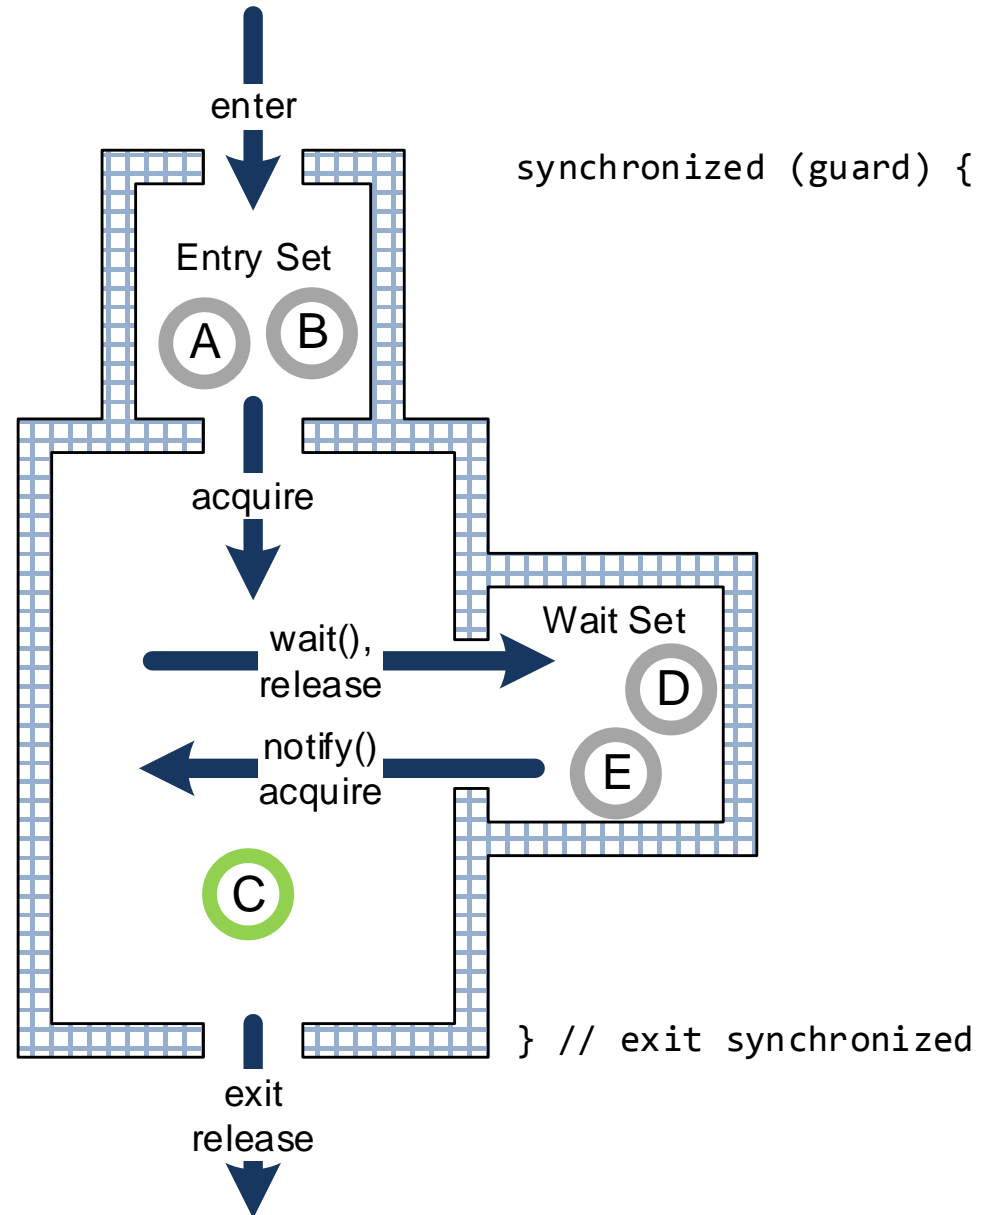 enter
synchronized (guard) {
Entry Set
A
B
acquire
wait(),
release
Wait Set
D
notify()
acquire
E
C
} // exit synchronized
exit
release